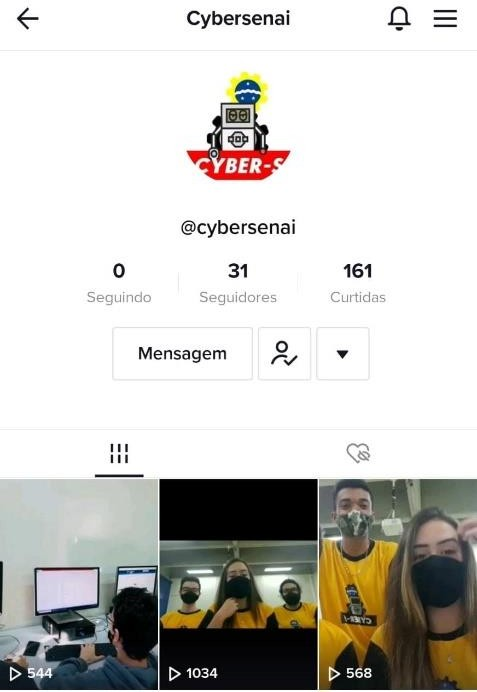 Cybersenai
CYBER-S
@cybersenai
0
Seguindo
31
Seguidores
161
Curtidas
Mensagem
544
1034
568